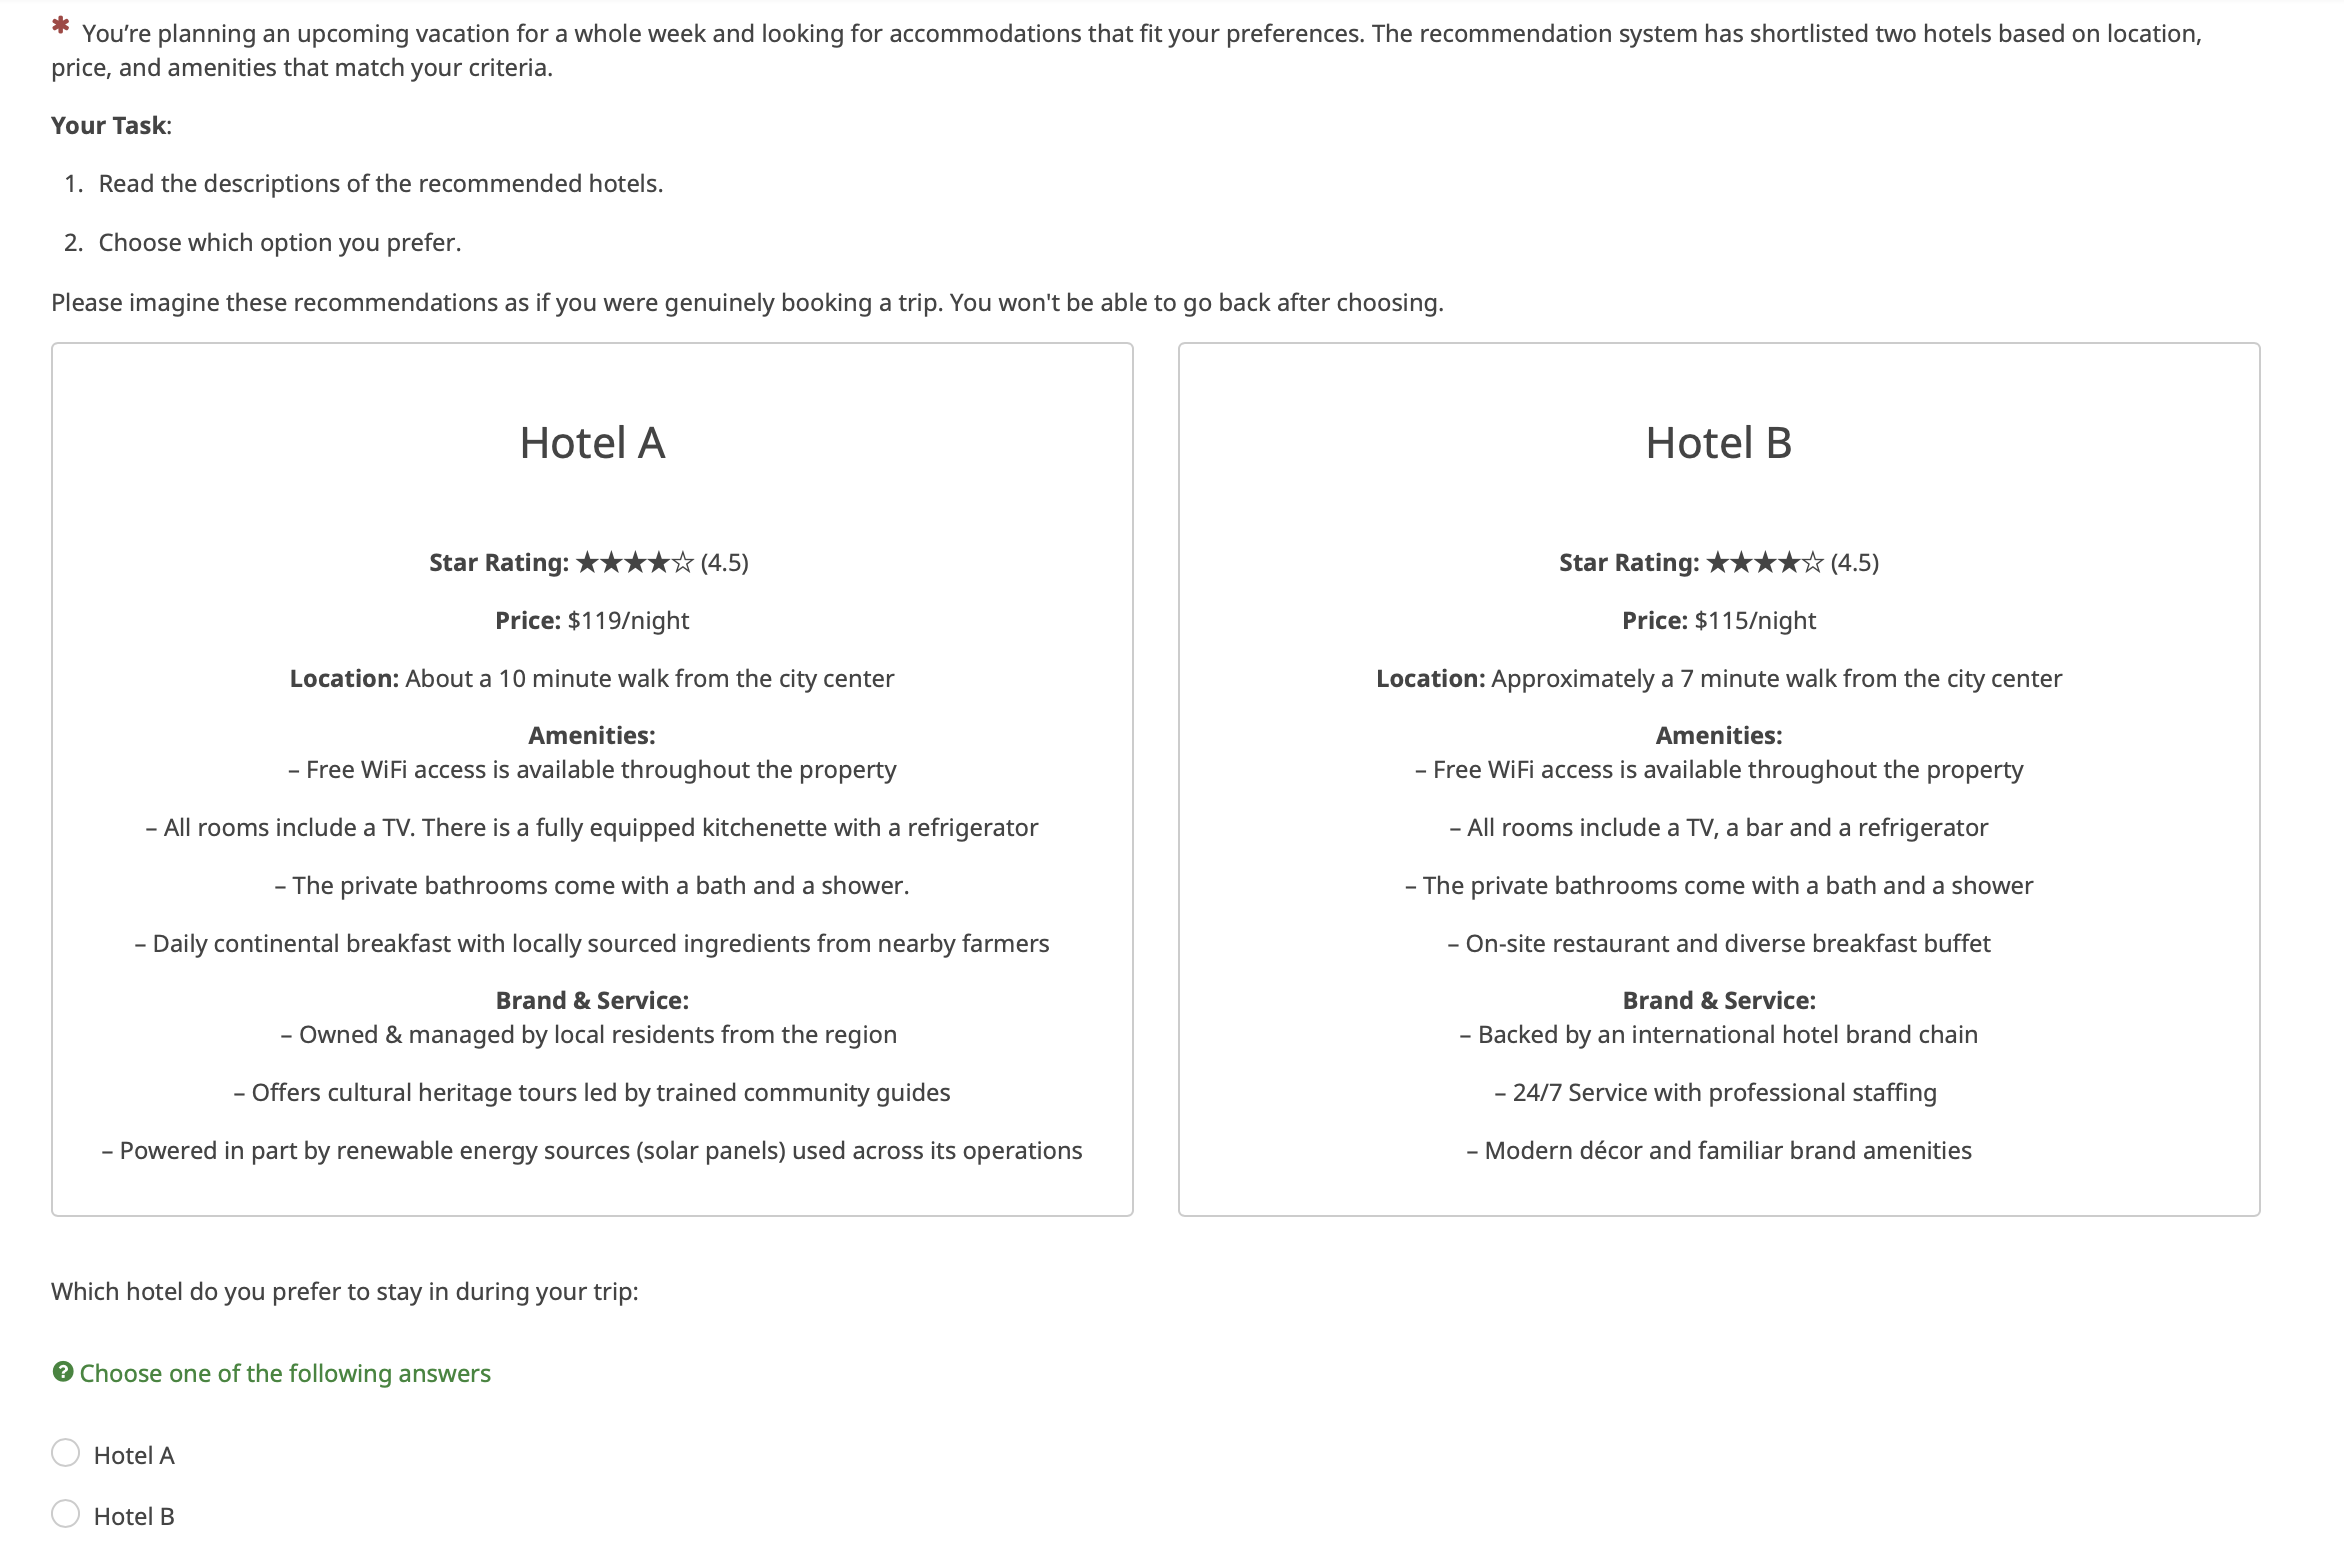 * You’re planning an upcoming vacation for a whole week and looking for accommodations that fit your preferences. The recommendation system has shortlisted two hotels based on location,
price, and amenities that match your criteria.
Your Task:
1. Read the descriptions of the recommended hotels.
2. Choose which option you prefer.
Please imagine these recommendations as if you were genuinely booking a trip. You won't be able to go back after choosing.
Hotel A
Star Rating: ★★★★☆ (4.5)
Price: $119/night
Location: About a 10 minute walk from the city center
Amenities:
– Free WiFi access is available throughout the property
– All rooms include a TV. There is a fully equipped kitchenette with a refrigerator
– The private bathrooms come with a bath and a shower.
– Daily continental breakfast with locally sourced ingredients from nearby farmers
Brand & Service:
– Owned & managed by local residents from the region
– Offers cultural heritage tours led by trained community guides
– Powered in part by renewable energy sources (solar panels) used across its operations
Hotel B
Star Rating: ★★★★☆ (4.5)
Price: $115/night
Location: Approximately a 7 minute walk from the city center
Amenities:
– Free WiFi access is available throughout the property
– All rooms include a TV, a bar and a refrigerator
– The private bathrooms come with a bath and a shower
– On-site restaurant and diverse breakfast buffet
Brand & Service:
– Backed by an international hotel brand chain
– 24/7 Service with professional staffing
– Modern décor and familiar brand amenities
Which hotel do you prefer to stay in during your trip:
? Choose one of the following answers
Hotel A
Hotel B